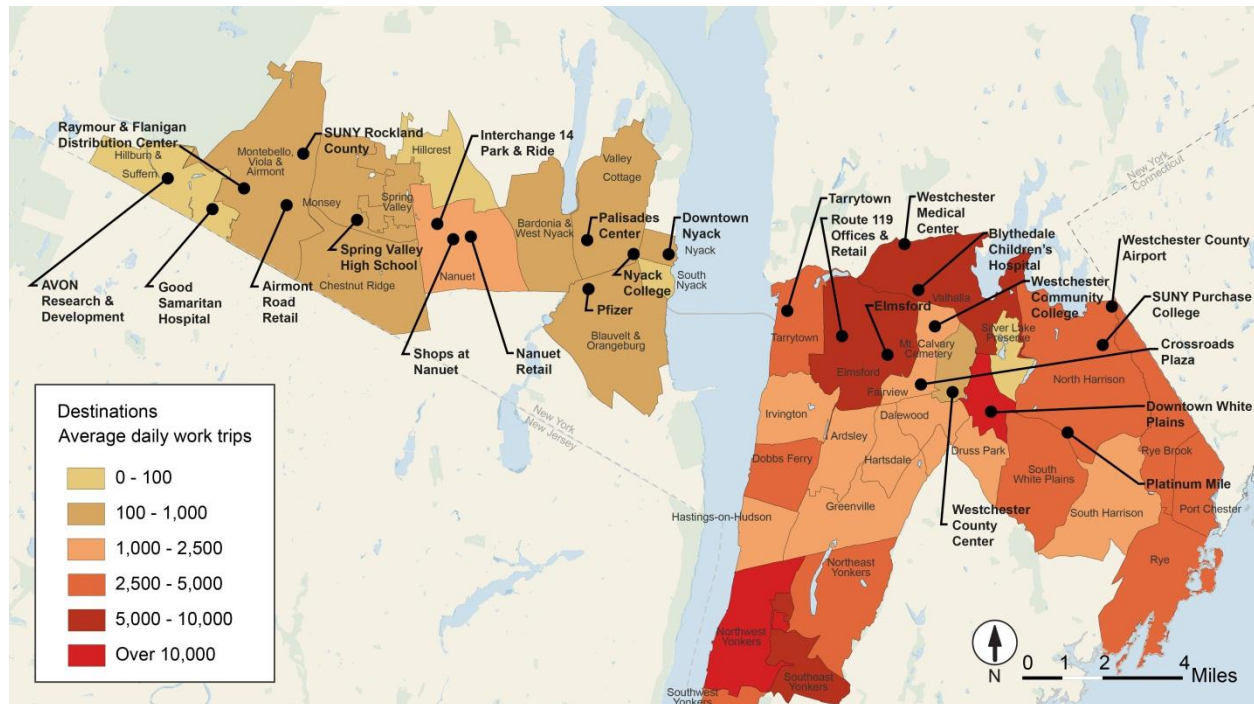 Raymour & Flanigan
Distribution Center
Hillburn &
Suffern
Montebello,
Viola &
Airmont
SUNY Rockland
County
Hillcrest
Interchange 14
Park & Ride
Monsey
Spring
Valley
Spring Valley
High School
Chestnut Ridge
Nanuet
AVON
Research &
Development
Good
Samaritan
Hospital
Airmont
Road
Retail
Shops at
Nanuet
Nanuet
Retail
Valley
Cottage
Bardonia &
West Nyack
Palisades
Center
Downtown
Nyack
Nyack
South
Nyack
Nyack
College
Pfizer
Blauvelt &
Orangeburg
New York
New Jersey
New York
Connecticut
Tarrytown
Route 119
Offices &
Retail
Westchester
Medical
Center
Blythedale
Children's
Hospital
Westchester
Community
College
Westchester County
Airport
SUNY Purchase
College
Crossroads
Plaza
Downtown White
Plains
Platinum Mile
Westchester
County
Center
Elmsford
Valhalla
Tarrytown
Elmsford
Mt. Calvary
Cemetery
Silver Lake
Preserve
Fairview
North Harrison
Irvington
Dalewood
Ardsley
Druss Park
Dobbs Ferry
Hartsdale
South
White Plains
Rye Brook
Port Chester
Hastings-on-Hudson
Greenville
South Harrison
Rye
Northeast
Yonkers
Northwest
Yonkers
Southeast
Yonkers
Southwest
Yonkers
Destinations
Average daily work trips
0 - 100
100 - 1,000
1,000 - 2,500
2,500 - 5,000
5,000 - 10,000
Over 10,000
N
0 1 2 4
Miles